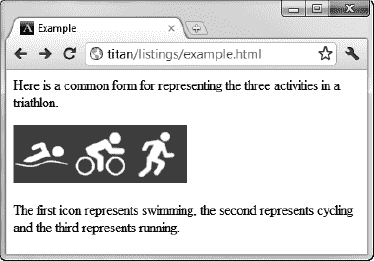 Example
titan/listings/example.html
Here is a common form for representing the three activities in a
triathlon.
The first icon represents swimming, the second represents cycling
and the third represents running.